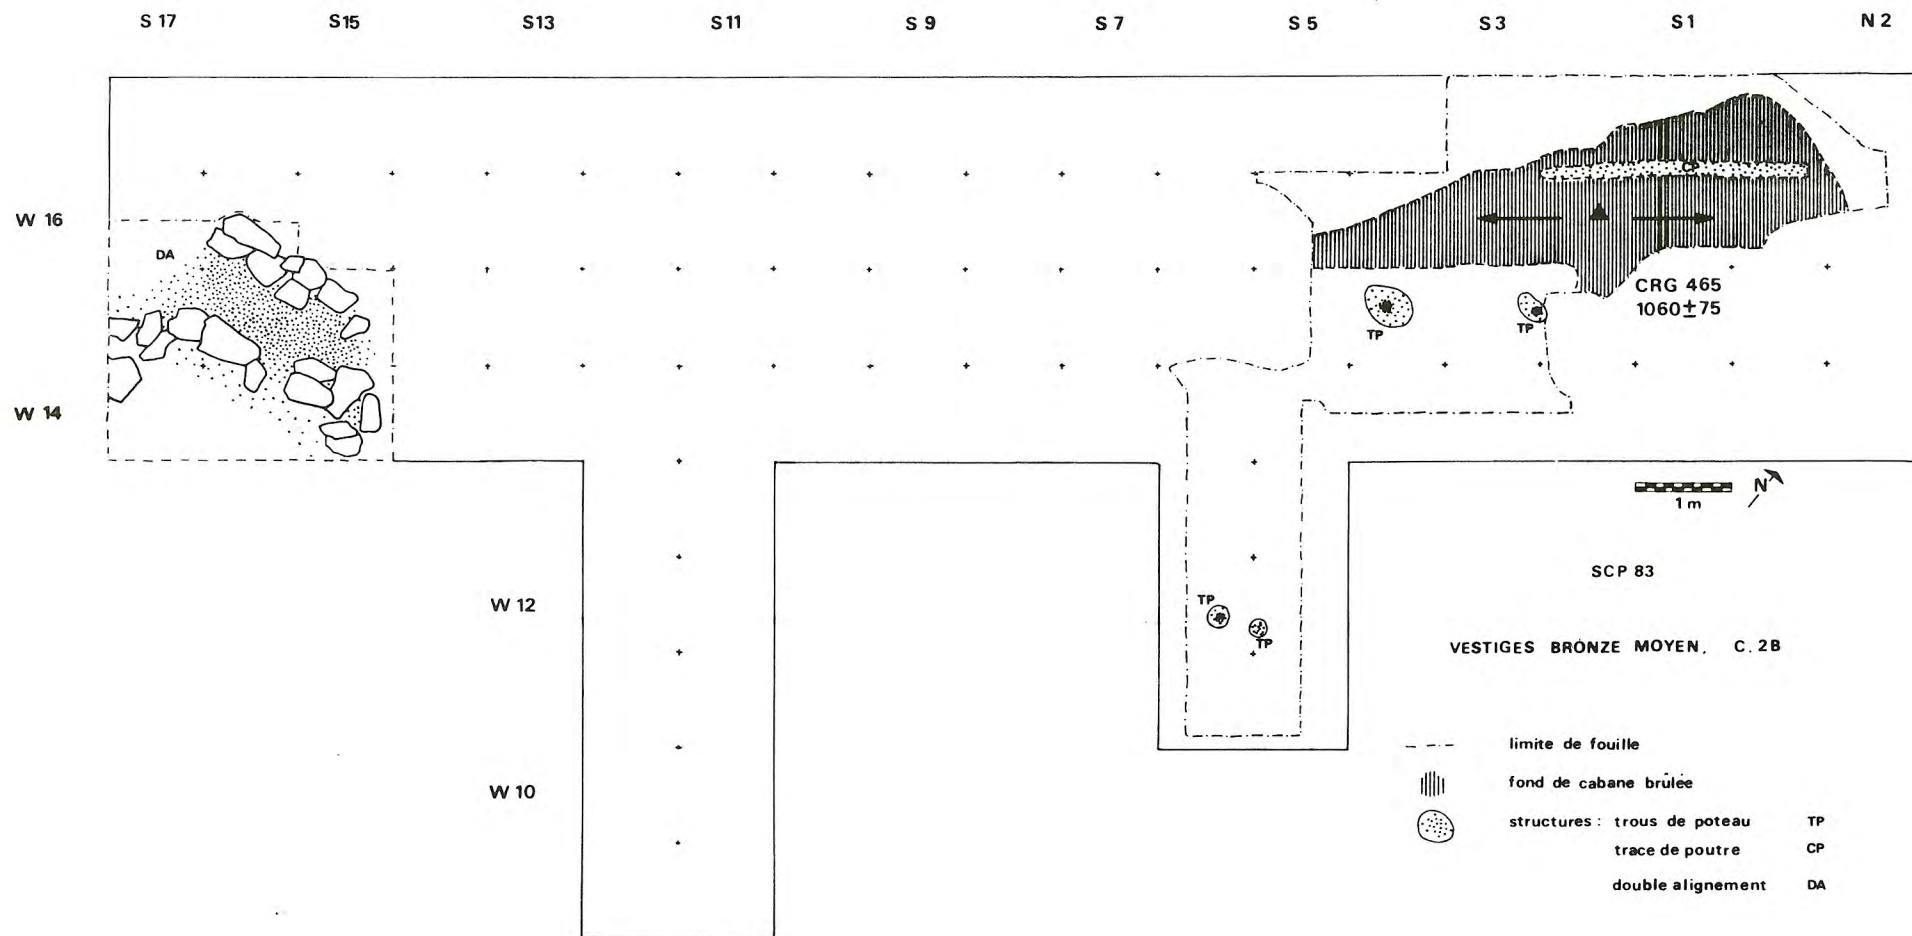 S 17 S15 S13 S11 S 9 S 7 S 5 S 3 S 1 N 2
CP
W 16
DA
CRG 465
1060±75
TP TP
W 14
N
1 m
SCP 83
TP
W 12
TP
VESTIGES BRONZE MOYEN, C. 2B
limite de fouille
fond de cabane brûlée
W 10
structures : trous de poteau TP
trace de poutre CP
double alignement DA